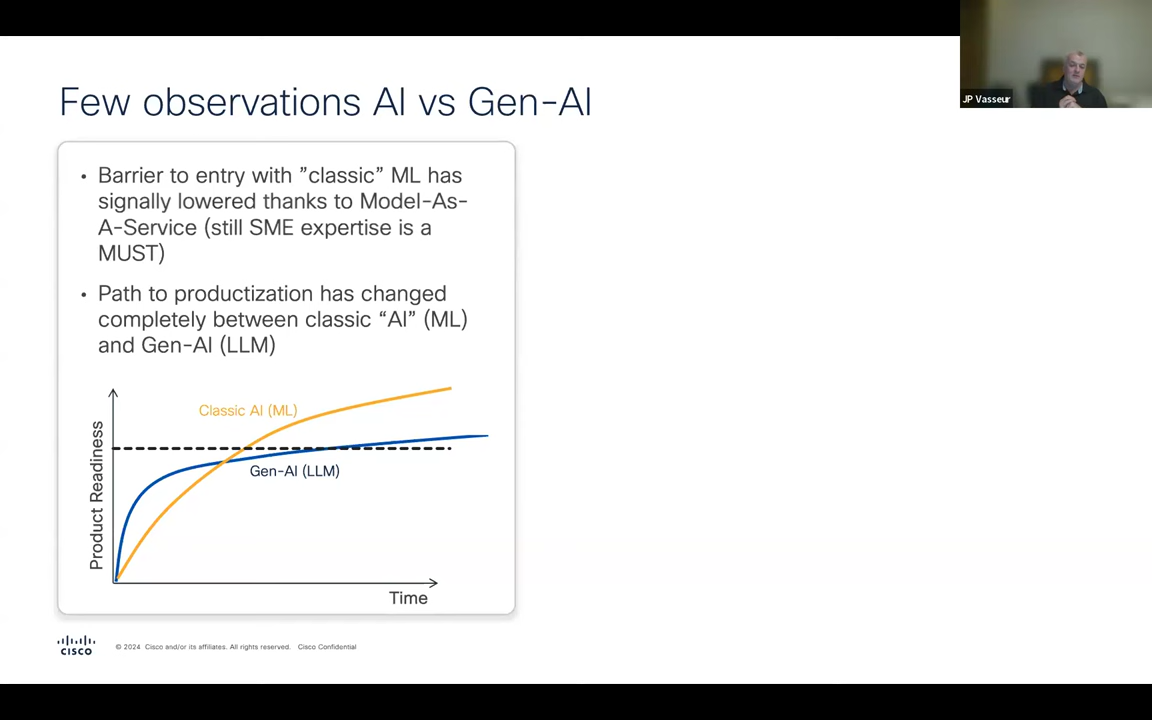 Few observations AI vs Gen-AI
JP Vasseur
• Barrier to entry with ”classic” ML has
signally lowered thanks to Model-As-
A-Service (still SME expertise is a
MUST)
• Path to productization has changed
completely between classic “AI” (ML)
and Gen-AI (LLM)
Classic AI (ML)
Gen-AI (LLM)
Product Readiness
Time
CISCO
© 2024 Cisco and/or its affiliates. All rights reserved. Cisco Confidential